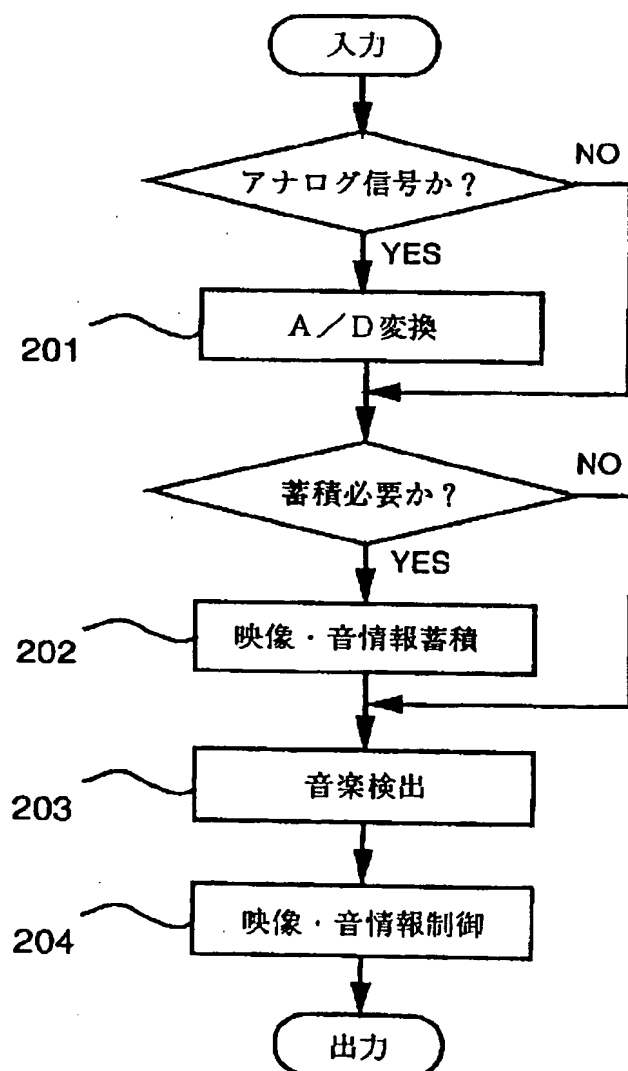 入力
アナログ信号か?
NO
YES
201
A/D変換
蓄積必要か?
NO
YES
202
映像・音情報蓄積
203
音楽検出
204
映像・音情報制御
出力